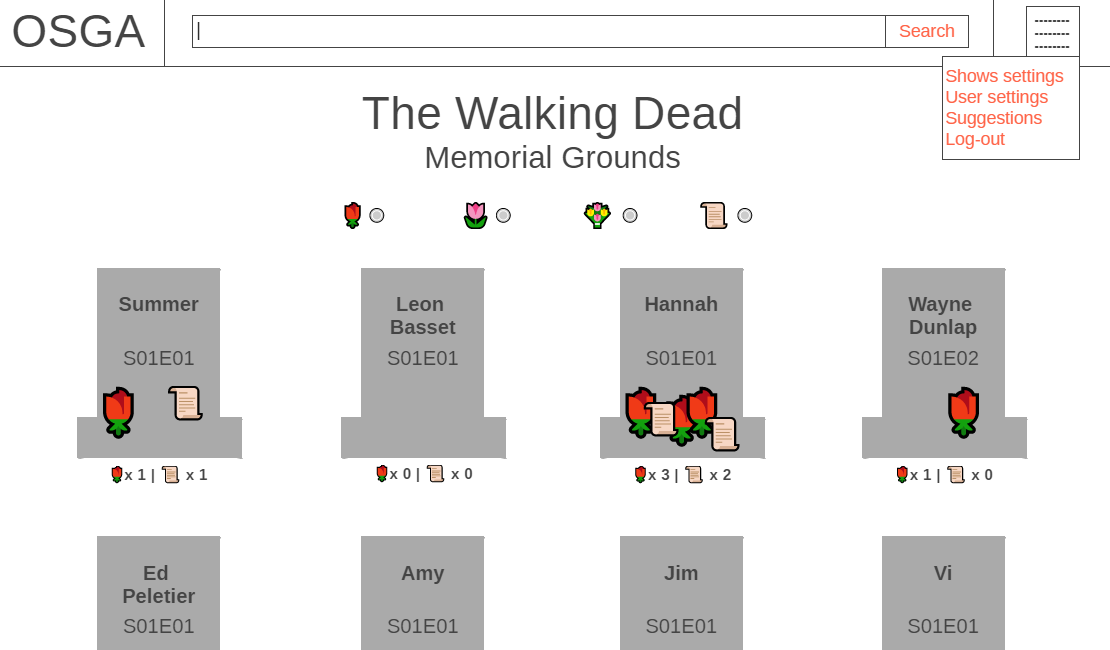 OSGA
|
Search
--------
--------
--------
Shows settings
User settings
Suggestions
Log-out
The Walking Dead
Memorial Grounds
Summer
S01E01
Leon
Basset
S01E01
Hannah
S01E01
Wayne
Dunlap
S01E02
x 1 | x 1
x 0 | x 0
x 3 | x 2
x 1 | x 0
Ed
Peletier
S01E01
Amy
S01E01
Jim
S01E01
Vi
S01E01